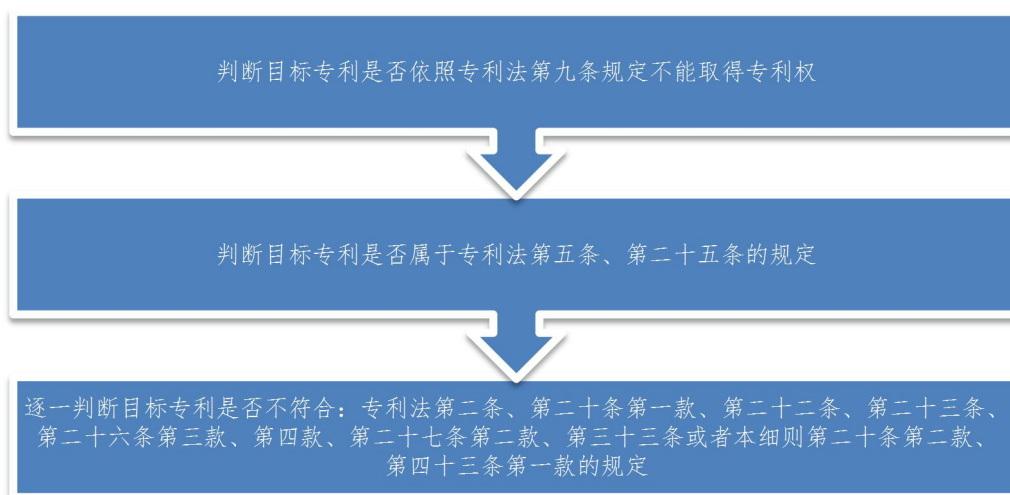 判断目标专利是否依照专利法第九条规定不能取得专利权
判断目标专利是否属于专利法第五条、第二十五条的规定
逐一判断目标专利是否不符合：专利法第二条、第二十条第一款、第二十二条、第二十三条、
第二十六条第三款、第四款、第二十七条第二款、第三十三条或者本细则第二十条第二款、
第四十三条第一款的规定